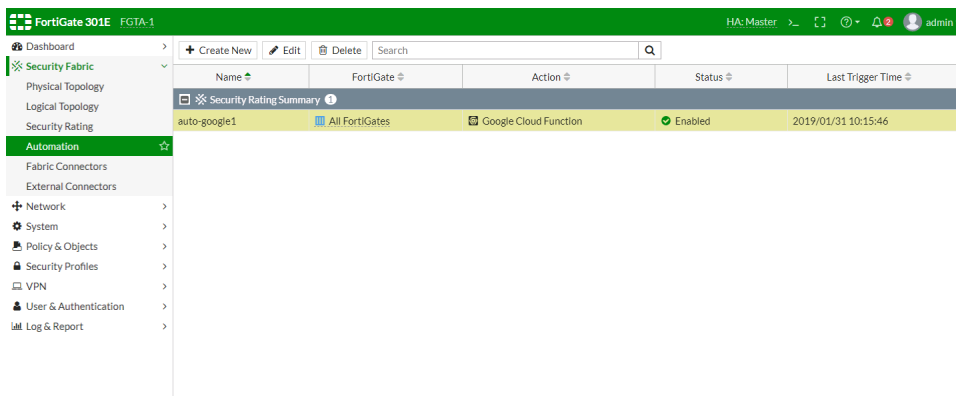 FortiGate 301E FGTA-1 HA: Master >_ 2 admin
Dashboard
Security Fabric
Physical Topology
Logical Topology
Security Rating
Automation
Fabric Connectors
External Connectors
Network
System
Policy & Objects
Security Profiles
VPN
User & Authentication
Log & Report
+ Create New Edit Delete Search
Name FortiGate Action Status Last Trigger Time
Security Rating Summary 1
auto-google1 All FortiGates Google Cloud Function Enabled 2019/01/31 10:15:46